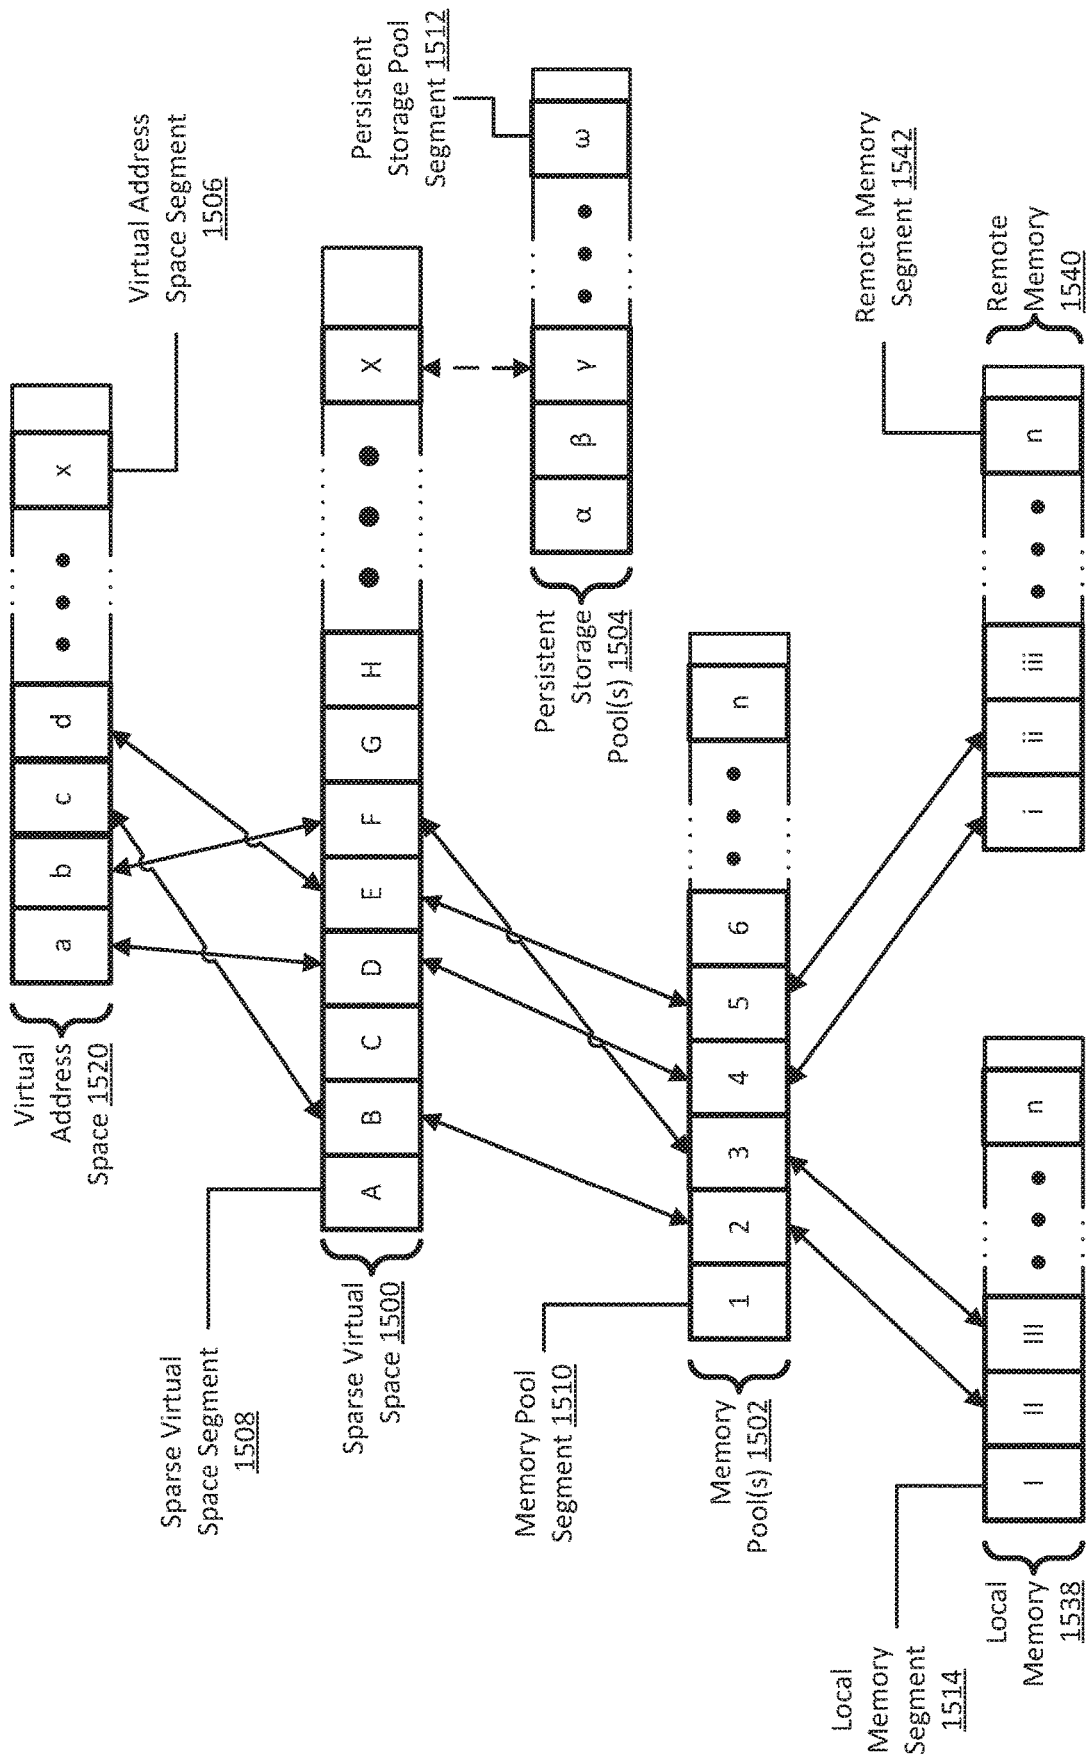 Virtual
Address
Space 1520
a
b
c
d
x
Virtual Address
Space Segment
1506
Sparse Virtual
Space Segment
1508
Sparse Virtual
Space 1500
A
B
C
D
E
F
G
H
X
Persistent
Storage Pool
Segment 1512
Persistent
Storage
Pool(s) 1504
α
β
γ
ω
Memory Pool
Segment 1510
Memory
Pool(s) 1502
1
2
3
4
5
6
n
Local
Memory
Segment
1514
Local
Memory
1538
I
II
III
n
Remote Memory
Segment 1542
i
ii
iii
n
Remote
Memory
1540